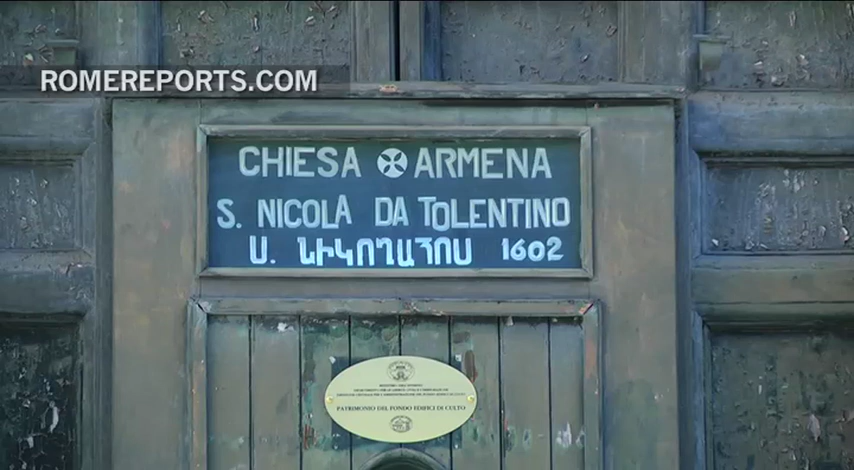 ROMEREPORTS.COM
CHIESA ARMENA
S. NICOLA DA TOLENTINO
Ս. ՆԻԿՈՂԱՅՈՍ 1602
PATRIMONIO DEL FONDO EDIFICI DI CULTO